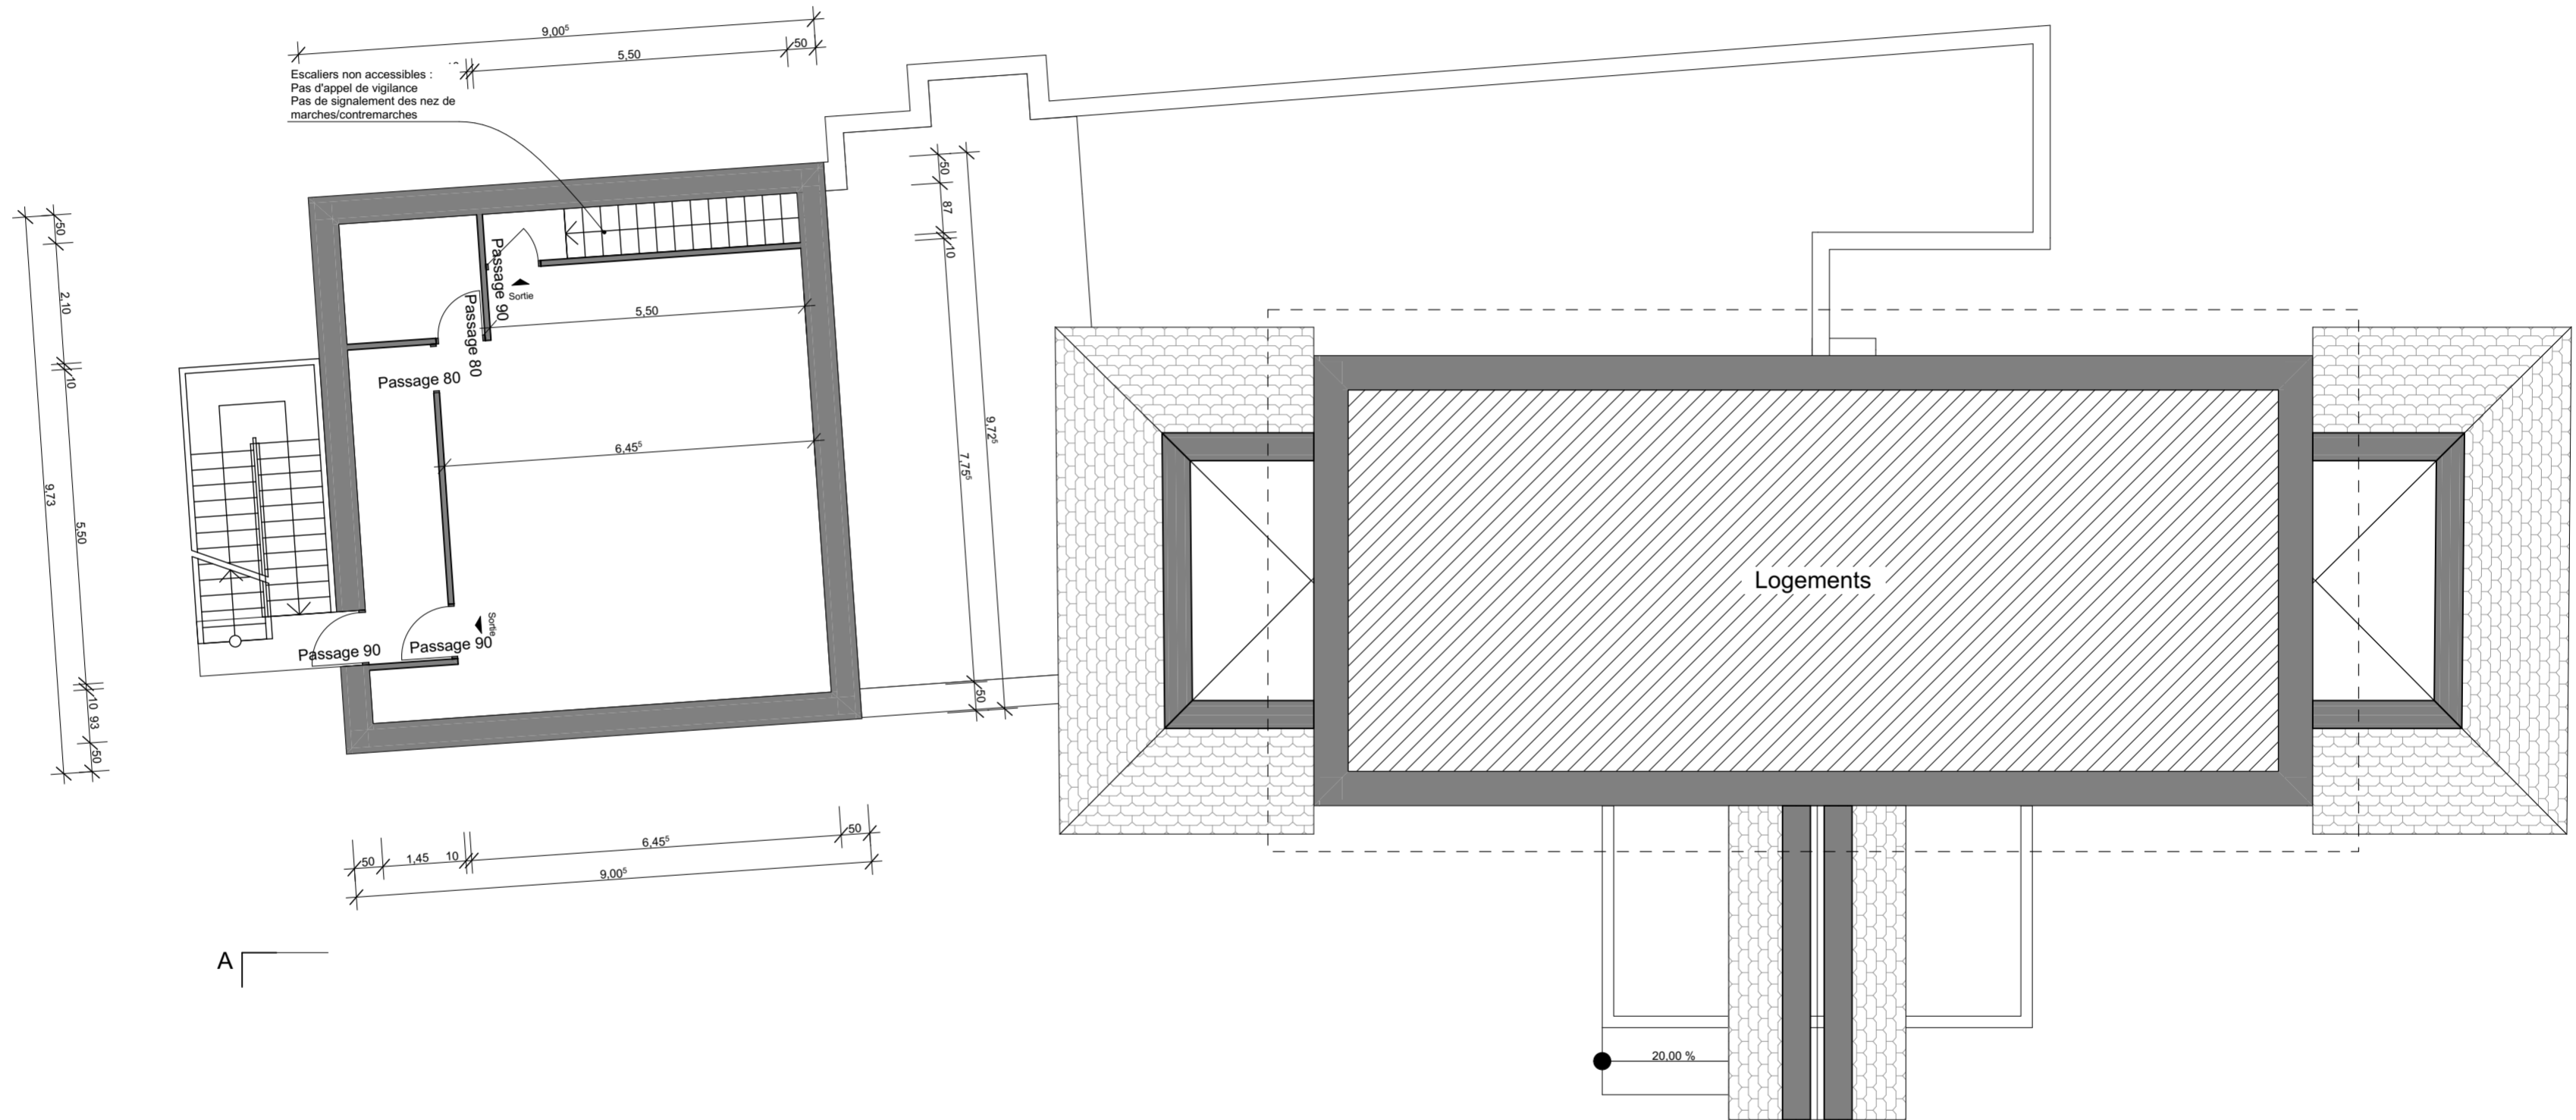 9,00⁵
5,50
50
Escaliers non accessibles :
Pas d'appel de vigilance
Pas de signalement des nez de
marches/contremarches
50
87
10
9,72⁵
7,75⁵
50
50
2,10
10
5,50
9,73
10
93
50
Passage 90
Sortie
Passage 80
5,50
Passage 80
6,45⁵
Sortie
Passage 90
Passage 90
Logements
50
1,45
10
6,45⁵
50
9,00⁵
A
20,00 %